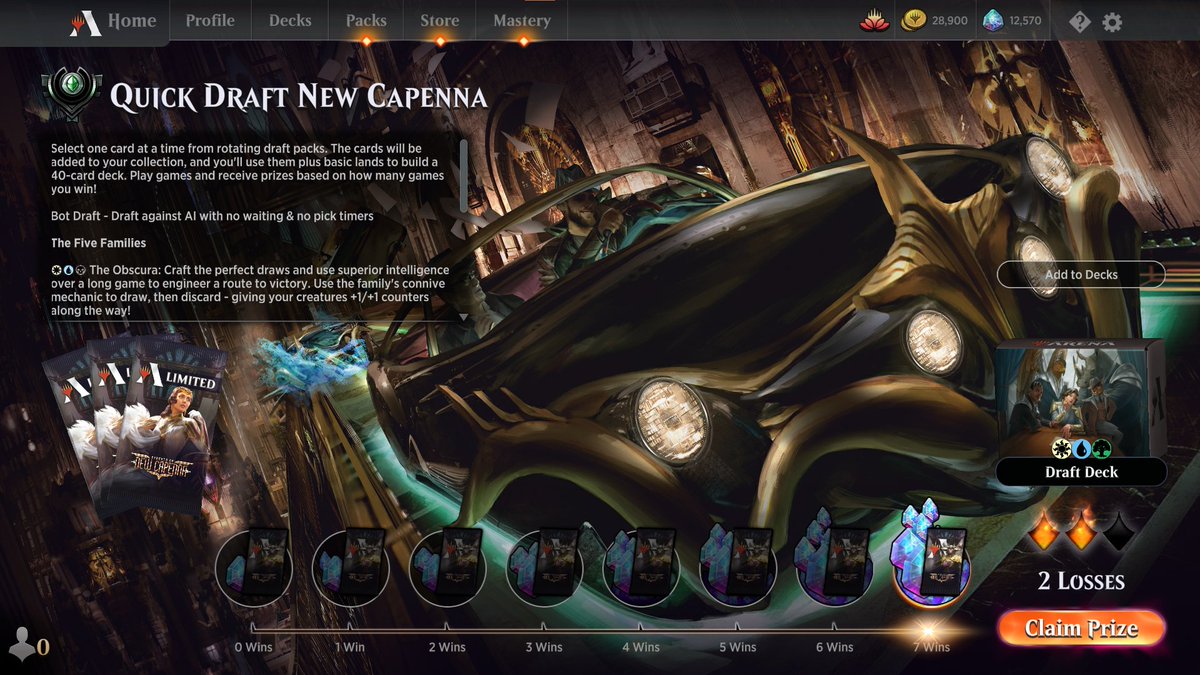 Home
Profile
Decks
Packs
Store
Mastery
28,900
12,570
QUICK DRAFT NEW CAPENNA
Select one card at a time from rotating draft packs. The cards will be
added to your collection, and you'll use them plus basic lands to build a
40-card deck. Play games and receive prizes based on how many games
you win!
Bot Draft - Draft against AI with no waiting & no pick timers
The Five Families
The Obscura: Craft the perfect draws and use superior intelligence
over a long game to engineer a route to victory. Use the family's connive
mechanic to draw, then discard - giving your creatures +1/+1 counters
along the way!
Add to Decks
LIMITED
NEW CAPENNA
ARENA
Draft Deck
2 LOSSES
Claim Prize
0 Wins
1 Win
2 Wins
3 Wins
4 Wins
5 Wins
6 Wins
7 Wins
0